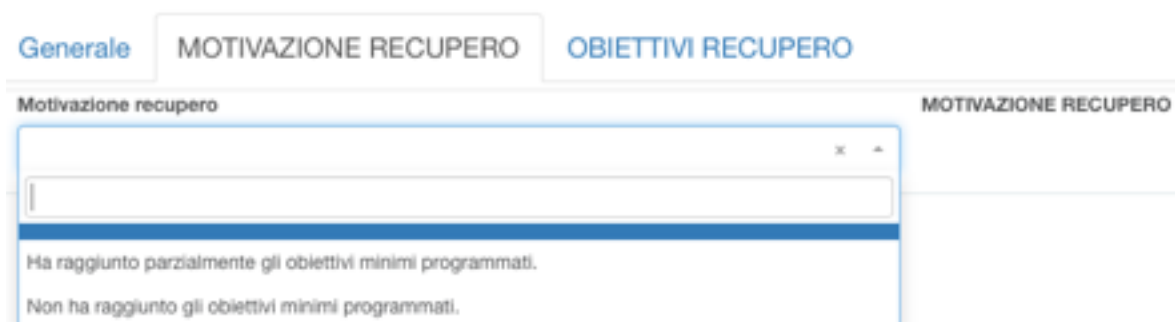 Generale MOTIVAZIONE RECUPERO OBIETTIVI RECUPERO
Motivazione recupero MOTIVAZIONE RECUPERO
x
Ha raggiunto parzialmente gli obiettivi minimi programmati.
Non ha raggiunto gli obiettivi minimi programmati.